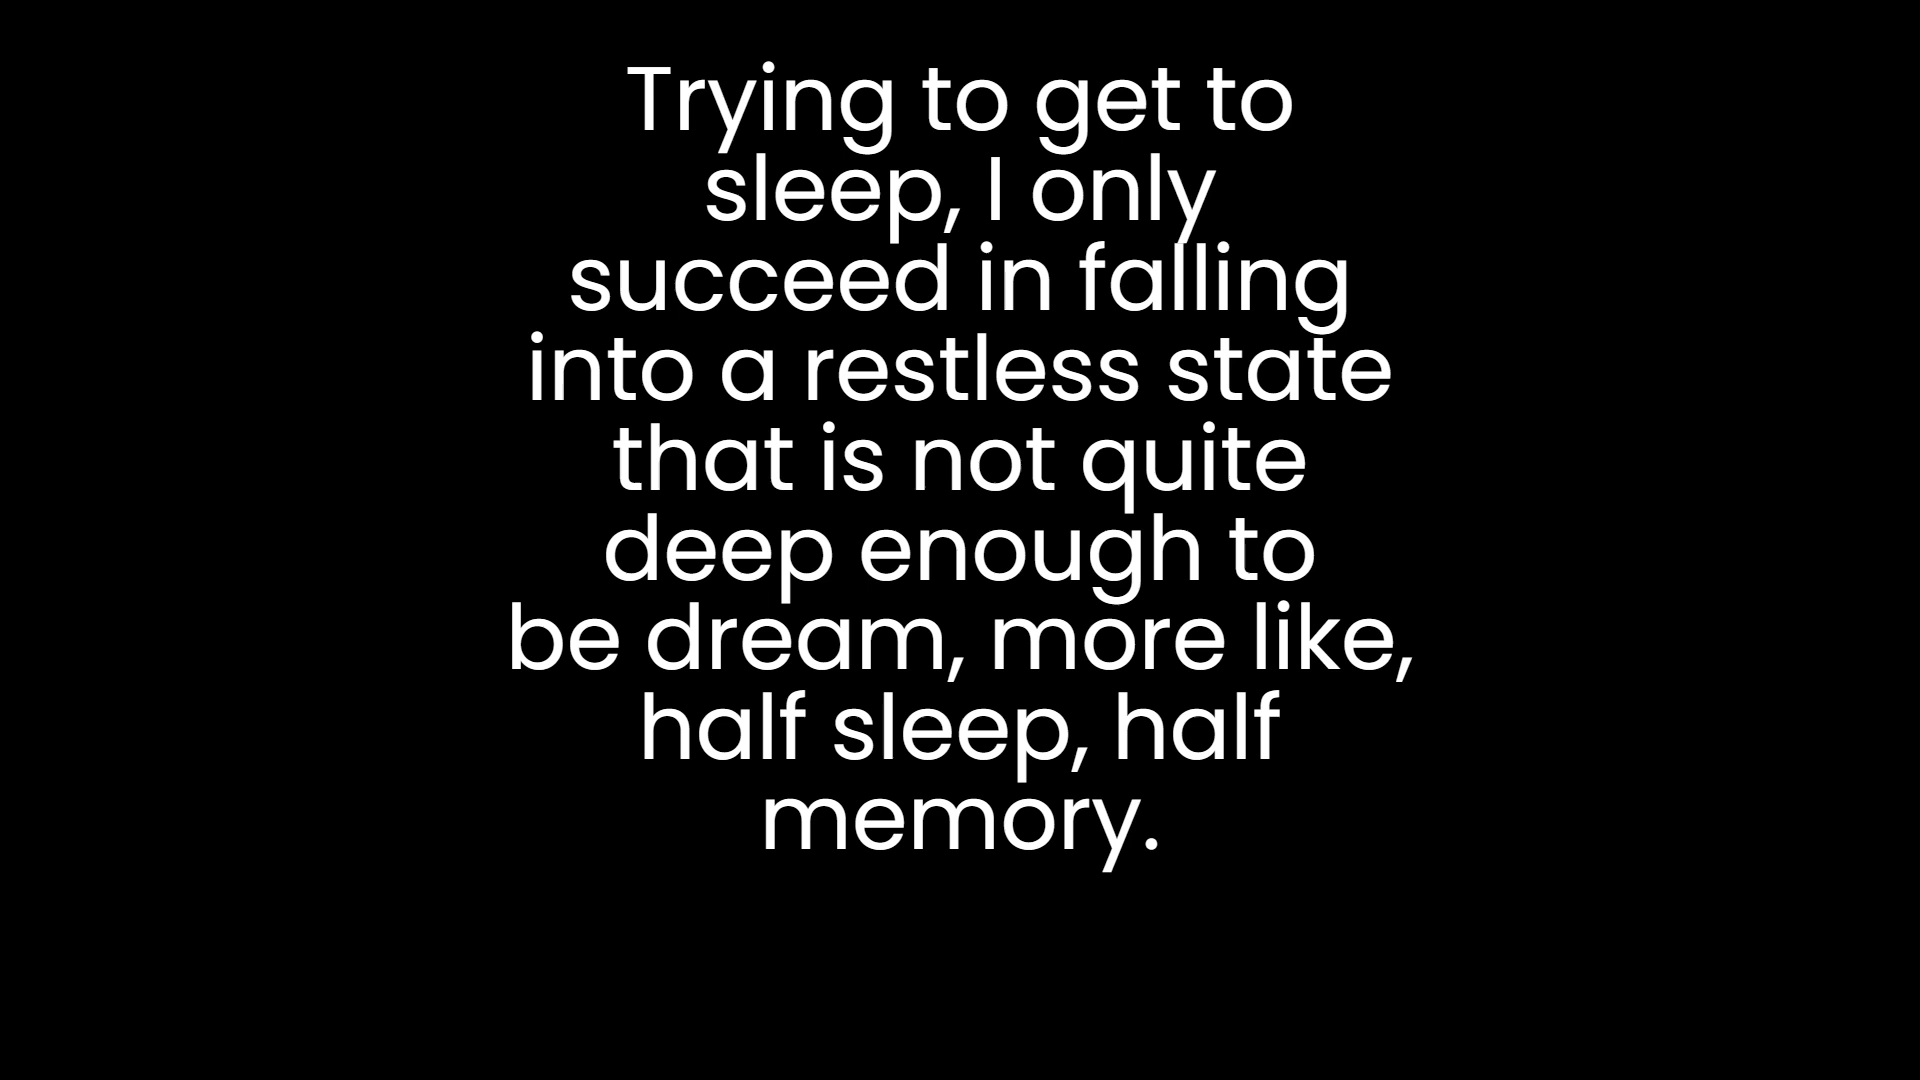 Trying to get to
sleep, I only
succeed in falling
into a restless state
that is not quite
deep enough to
be dream, more like,
half sleep, half
memory.